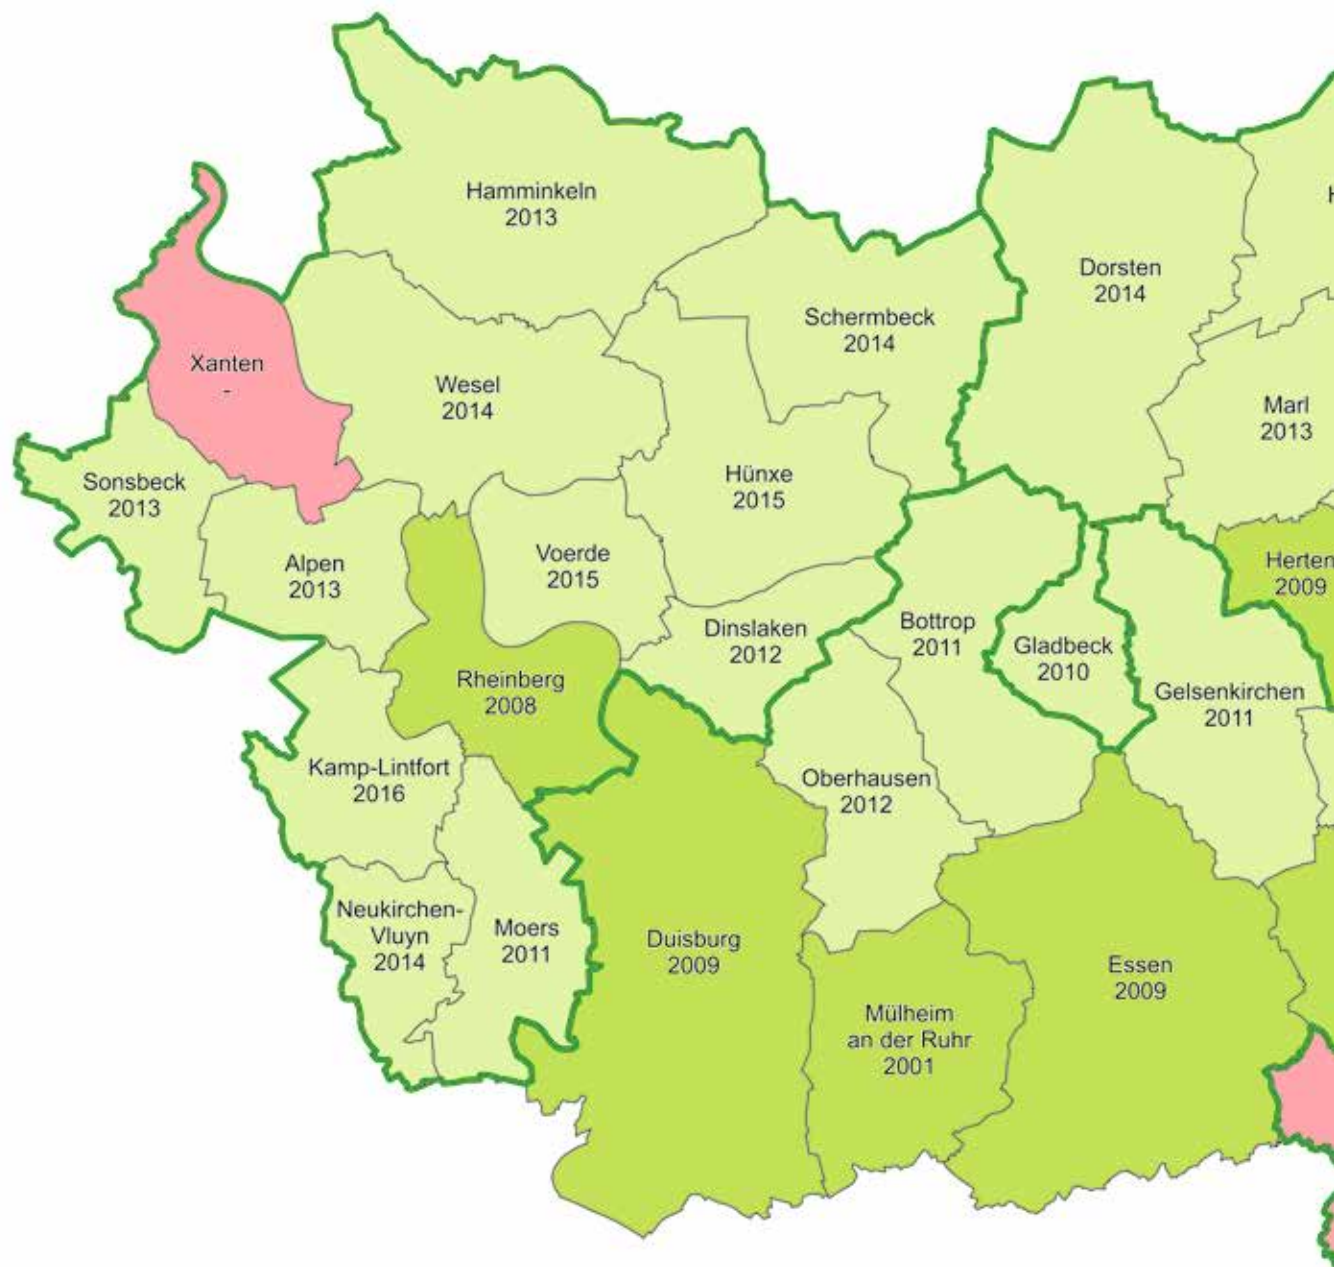 Hamminkeln
2013
Dorsten
2014
Schermbeck
2014
Xanten
-
Wesel
2014
Marl
2013
Sonsbeck
2013
Hünxe
2015
Alpen
2013
Voerde
2015
Herten
2009
Dinslaken
2012
Bottrop
2011
Gladbeck
2010
Rheinberg
2008
Gelsenkirchen
2011
Kamp-Lintfort
2016
Oberhausen
2012
Neukirchen-
Vluyn
2014
Moers
2011
Duisburg
2009
Essen
2009
Mülheim
an der Ruhr
2001